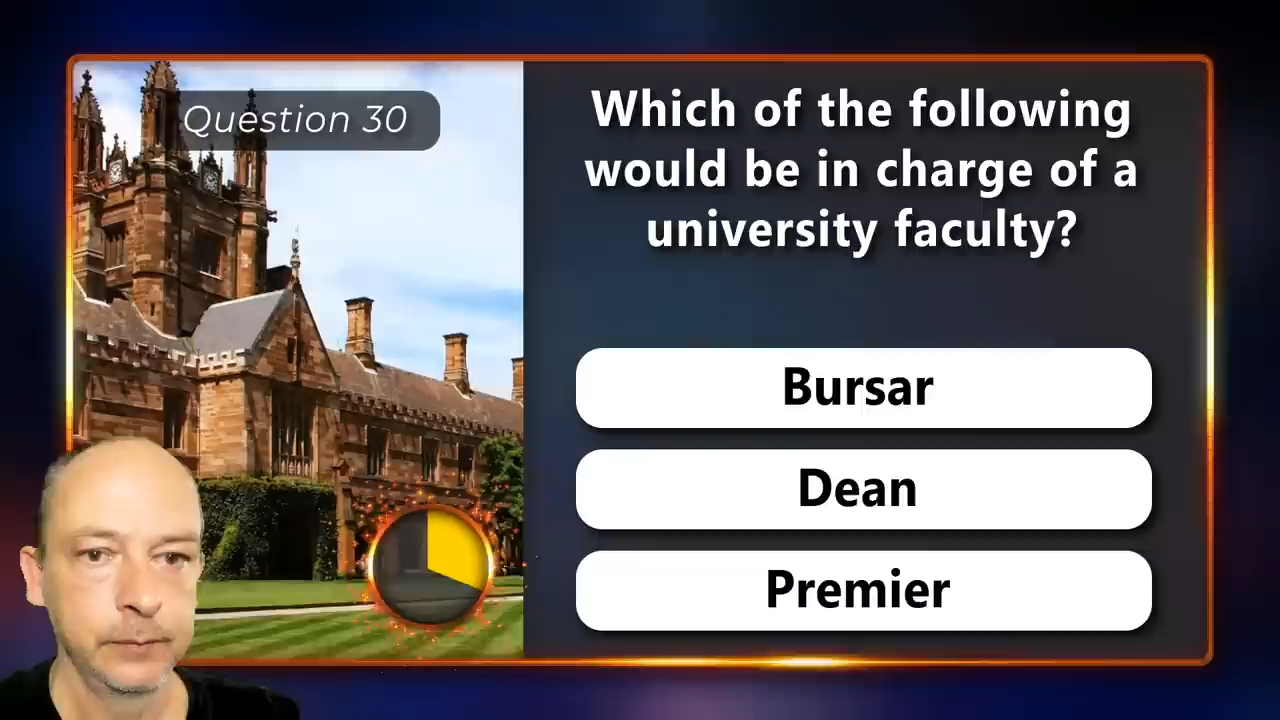 Question 30
Which of the following
would be in charge of a
university faculty?
Bursar
Dean
Premier